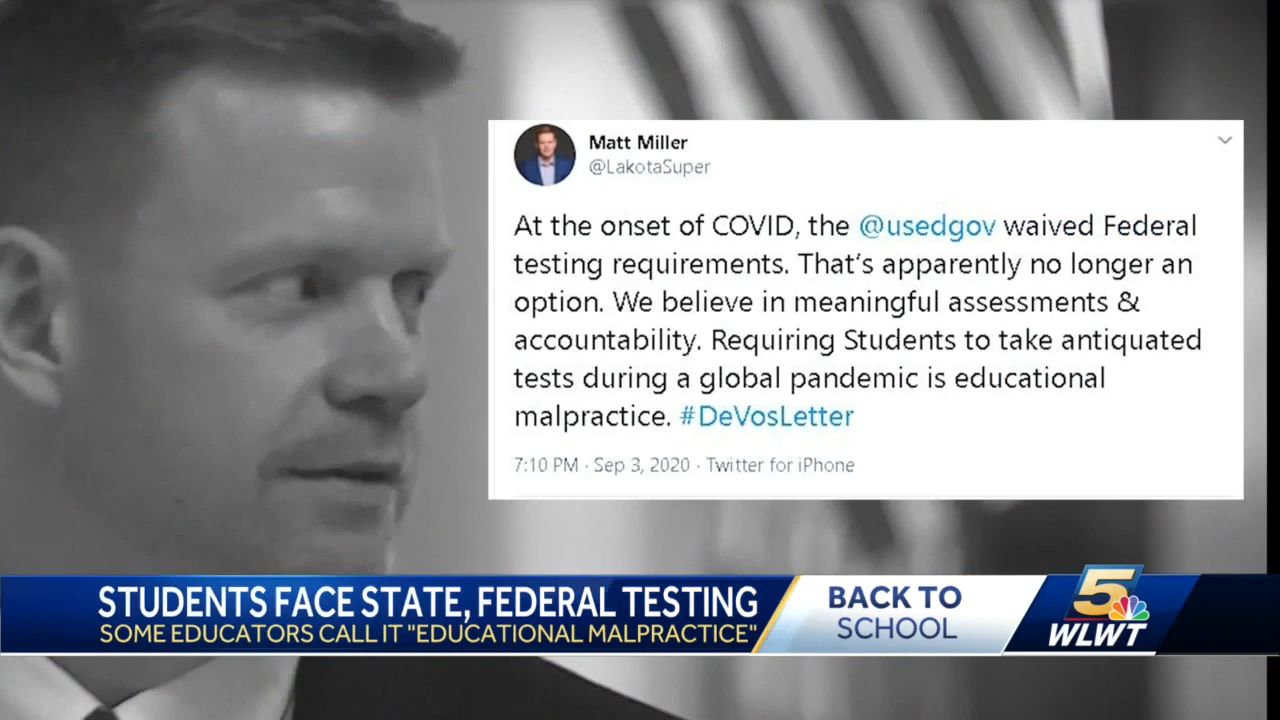 Matt Miller
@LakotaSuper
At the onset of COVID, the @usedgov waived Federal
testing requirements. That's apparently no longer an
option. We believe in meaningful assessments &
accountability. Requiring Students to take antiquated
tests during a global pandemic is educational
malpractice. #DeVosLetter
7:10 PM · Sep 3, 2020 · Twitter for iPhone
STUDENTS FACE STATE, FEDERAL TESTING
SOME EDUCATORS CALL IT "EDUCATIONAL MALPRACTICE"
BACK TO
SCHOOL
5
WLWT